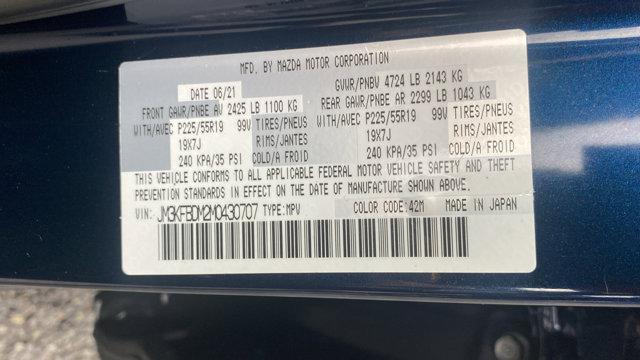 MFD. BY MAZDA MOTOR CORPORATION
DATE 06/21 GVWR/PNBV 4724 LB 2143 KG
FRONT GAWR/PNBE AV 2425 LB 1100 KG REAR GAWR/PNBE AR 2299 LB 1043 KG
WITH/AVEC P225/55R19 99V TIRES/PNEUS WITH/AVEC P225/55R19 99V TIRES/PNEUS
19X7J RIMS/JANTES 19X7J RIMS/JANTES
240 KPA/35 PSI COLD/A FROID 240 KPA/35 PSI COLD/A FROID
THIS VEHICLE CONFORMS TO ALL APPLICABLE FEDERAL MOTOR VEHICLE SAFETY AND THEFT
PREVENTION STANDARDS IN EFFECT ON THE DATE OF MANUFACTURE SHOWN ABOVE.
VIN: JM3KFBDM2M0430707 TYPE:MPV COLOR CODE:42M MADE IN JAPAN